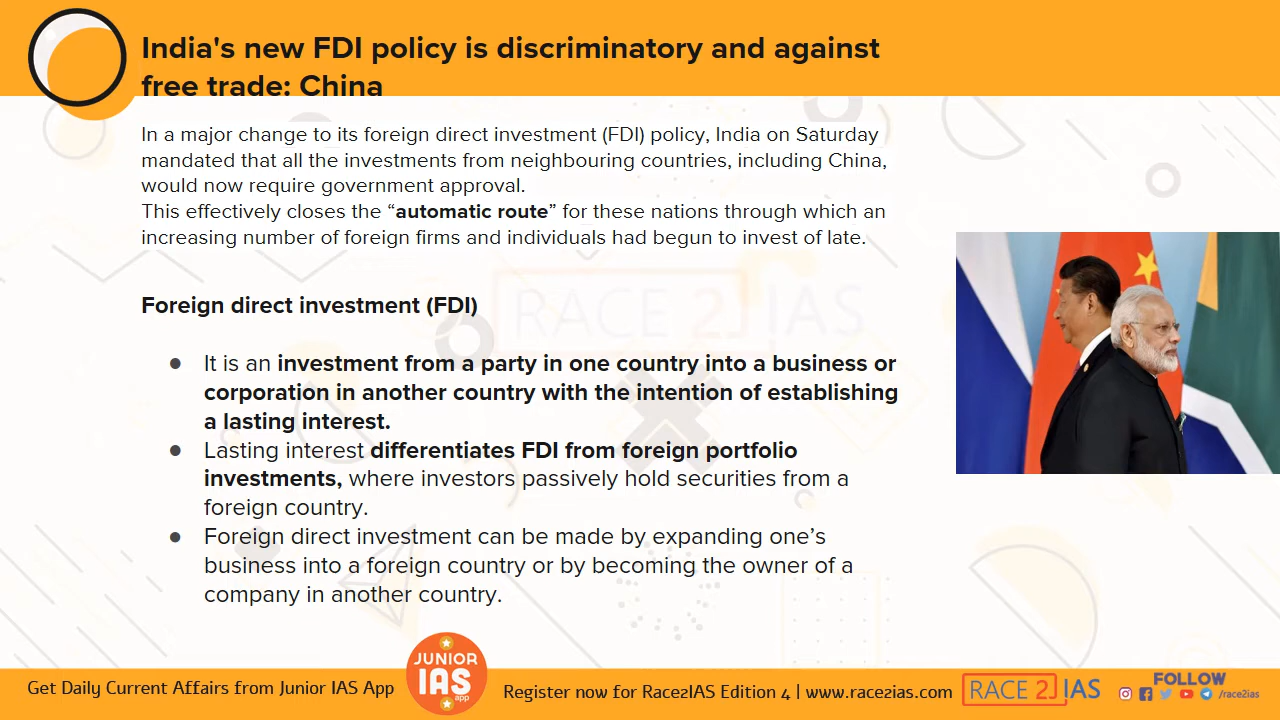 India's new FDI policy is discriminatory and against
free trade: China
In a major change to its foreign direct investment (FDI) policy, India on Saturday
mandated that all the investments from neighbouring countries, including China,
would now require government approval.
This effectively closes the “automatic route” for these nations through which an
increasing number of foreign firms and individuals had begun to invest of late.
RACE 2 IAS
Foreign direct investment (FDI)
● It is an investment from a party in one country into a business or
corporation in another country with the intention of establishing
a lasting interest.
● Lasting interest differentiates FDI from foreign portfolio
investments, where investors passively hold securities from a
foreign country.
● Foreign direct investment can be made by expanding one’s
business into a foreign country or by becoming the owner of a
company in another country.
Get Daily Current Affairs from Junior IAS App
JUNIOR
IAS
app
Register now for Race2IAS Edition 4 | www.race2ias.com
RACE 2 IAS
FOLLOW
/race2ias